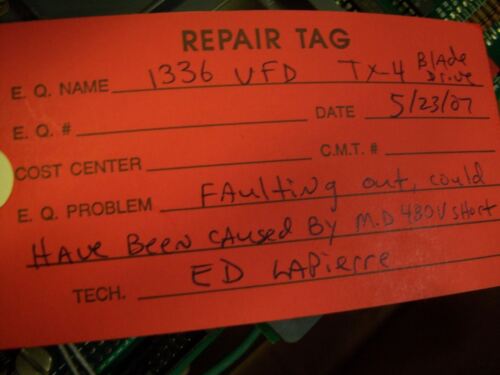 REPAIR TAG
E. Q. NAME 1336 VFD TX-4 Blade Drive
E. Q. # DATE 5/23/07
COST CENTER C.M.T. #
E. Q. PROBLEM FAulting out, could
HAve Been cAused By M.D 480V sHort
TECH. ED LAPierre